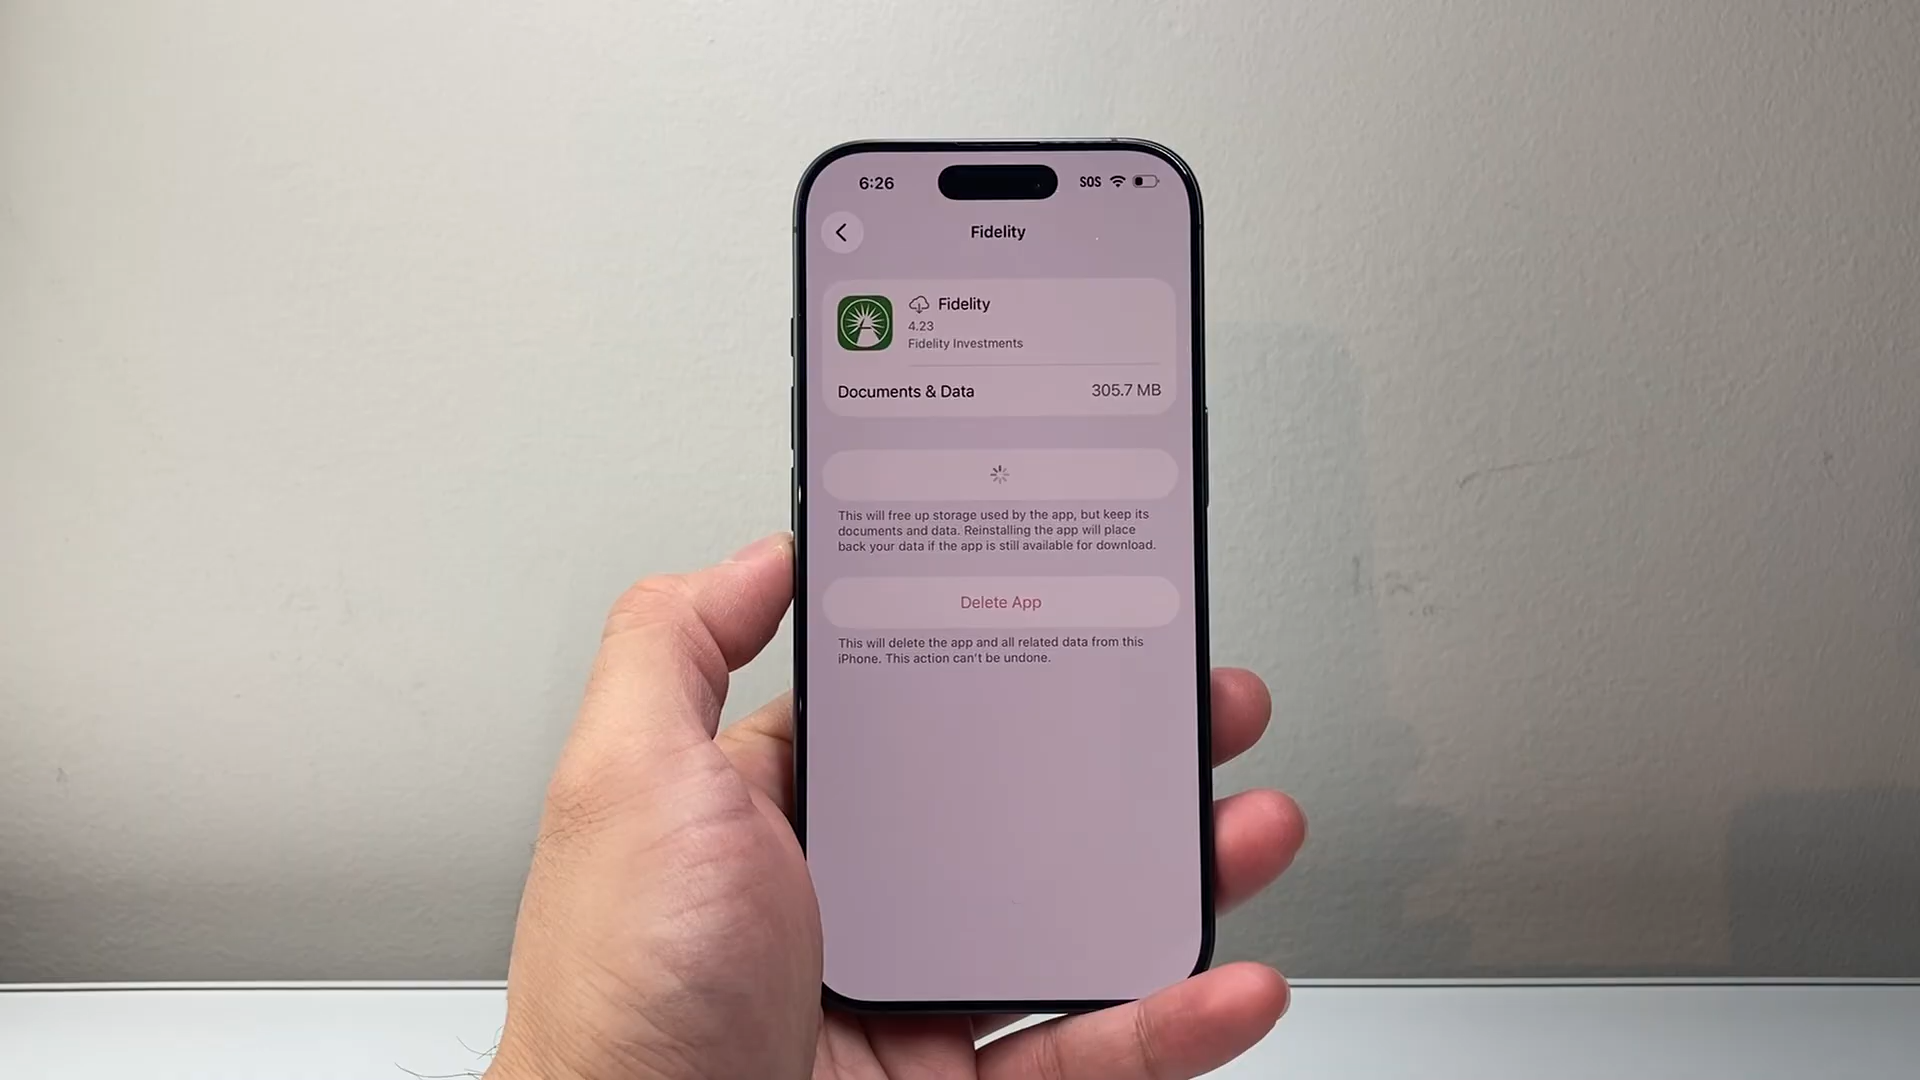 6:26 SOS
Fidelity
Fidelity
4.23
Fidelity Investments
Documents & Data 305.7 MB
This will free up storage used by the app, but keep its
documents and data. Reinstalling the app will place
back your data if the app is still available for download.
Delete App
This will delete the app and all related data from this
iPhone. This action can't be undone.